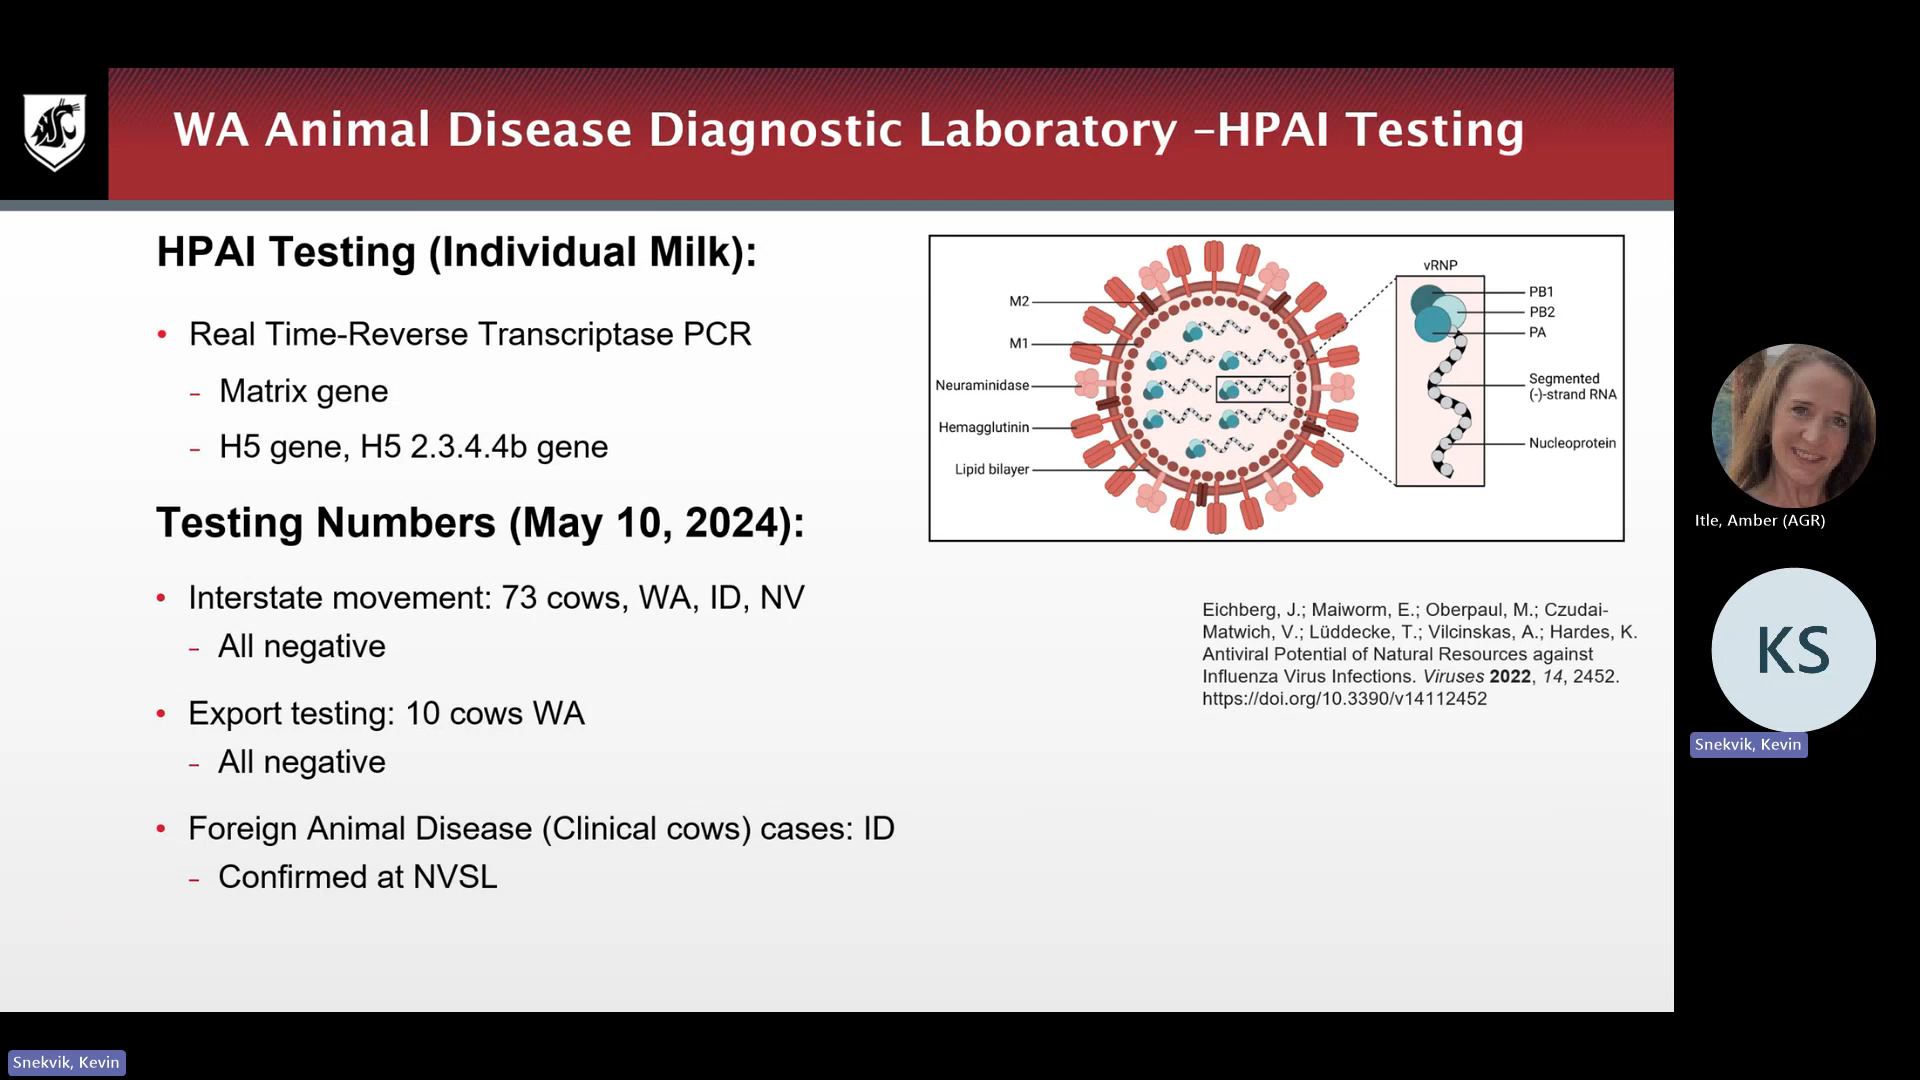 WA Animal Disease Diagnostic Laboratory –HPAI Testing
HPAI Testing (Individual Milk):
• Real Time-Reverse Transcriptase PCR
– Matrix gene
– H5 gene, H5 2.3.4.4b gene
Testing Numbers (May 10, 2024):
• Interstate movement: 73 cows, WA, ID, NV
– All negative
• Export testing: 10 cows WA
– All negative
• Foreign Animal Disease (Clinical cows) cases: ID
– Confirmed at NVSL
M2
M1
Neuraminidase
Hemagglutinin
Lipid bilayer
vRNP
PB1
PB2
PA
Segmented
(-)-strand RNA
Nucleoprotein
Eichberg, J.; Maiworm, E.; Oberpaul, M.; Czudai-
Matwich, V.; Lüddecke, T.; Vilcinskas, A.; Hardes, K.
Antiviral Potential of Natural Resources against
Influenza Virus Infections. Viruses 2022, 14, 2452.
https://doi.org/10.3390/v14112452
Itle, Amber (AGR)
KS
Snekvik, Kevin
Snekvik, Kevin